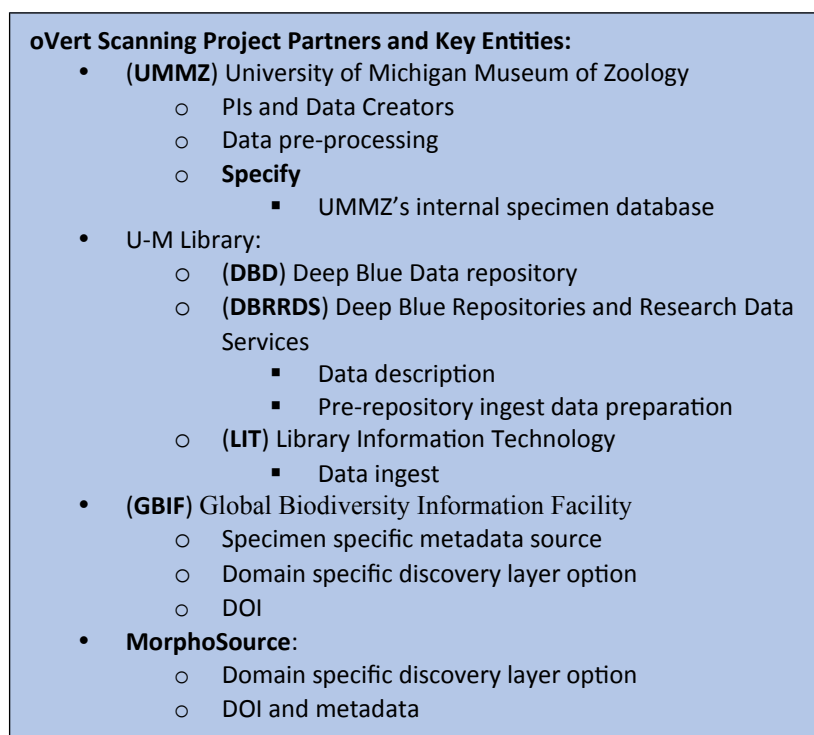 oVert Scanning Project Partners and Key Entities:
• (UMMZ) University of Michigan Museum of Zoology
o PIs and Data Creators
o Data pre-processing
o Specify
▪ UMMZ's internal specimen database
• U-M Library:
o (DBD) Deep Blue Data repository
o (DBRRDS) Deep Blue Repositories and Research Data
Services
▪ Data description
▪ Pre-repository ingest data preparation
o (LIT) Library Information Technology
▪ Data ingest
• (GBIF) Global Biodiversity Information Facility
o Specimen specific metadata source
o Domain specific discovery layer option
o DOI
• MorphoSource:
o Domain specific discovery layer option
o DOI and metadata